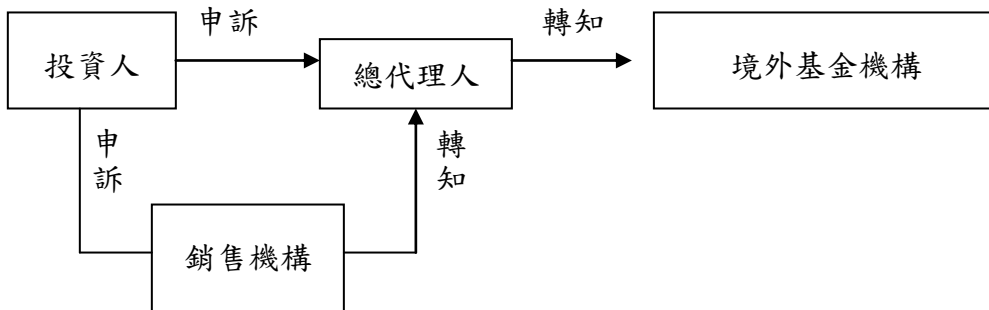 申訴
轉知
投資人
總代理人
境外基金機構
申訴
轉知
銷售機構